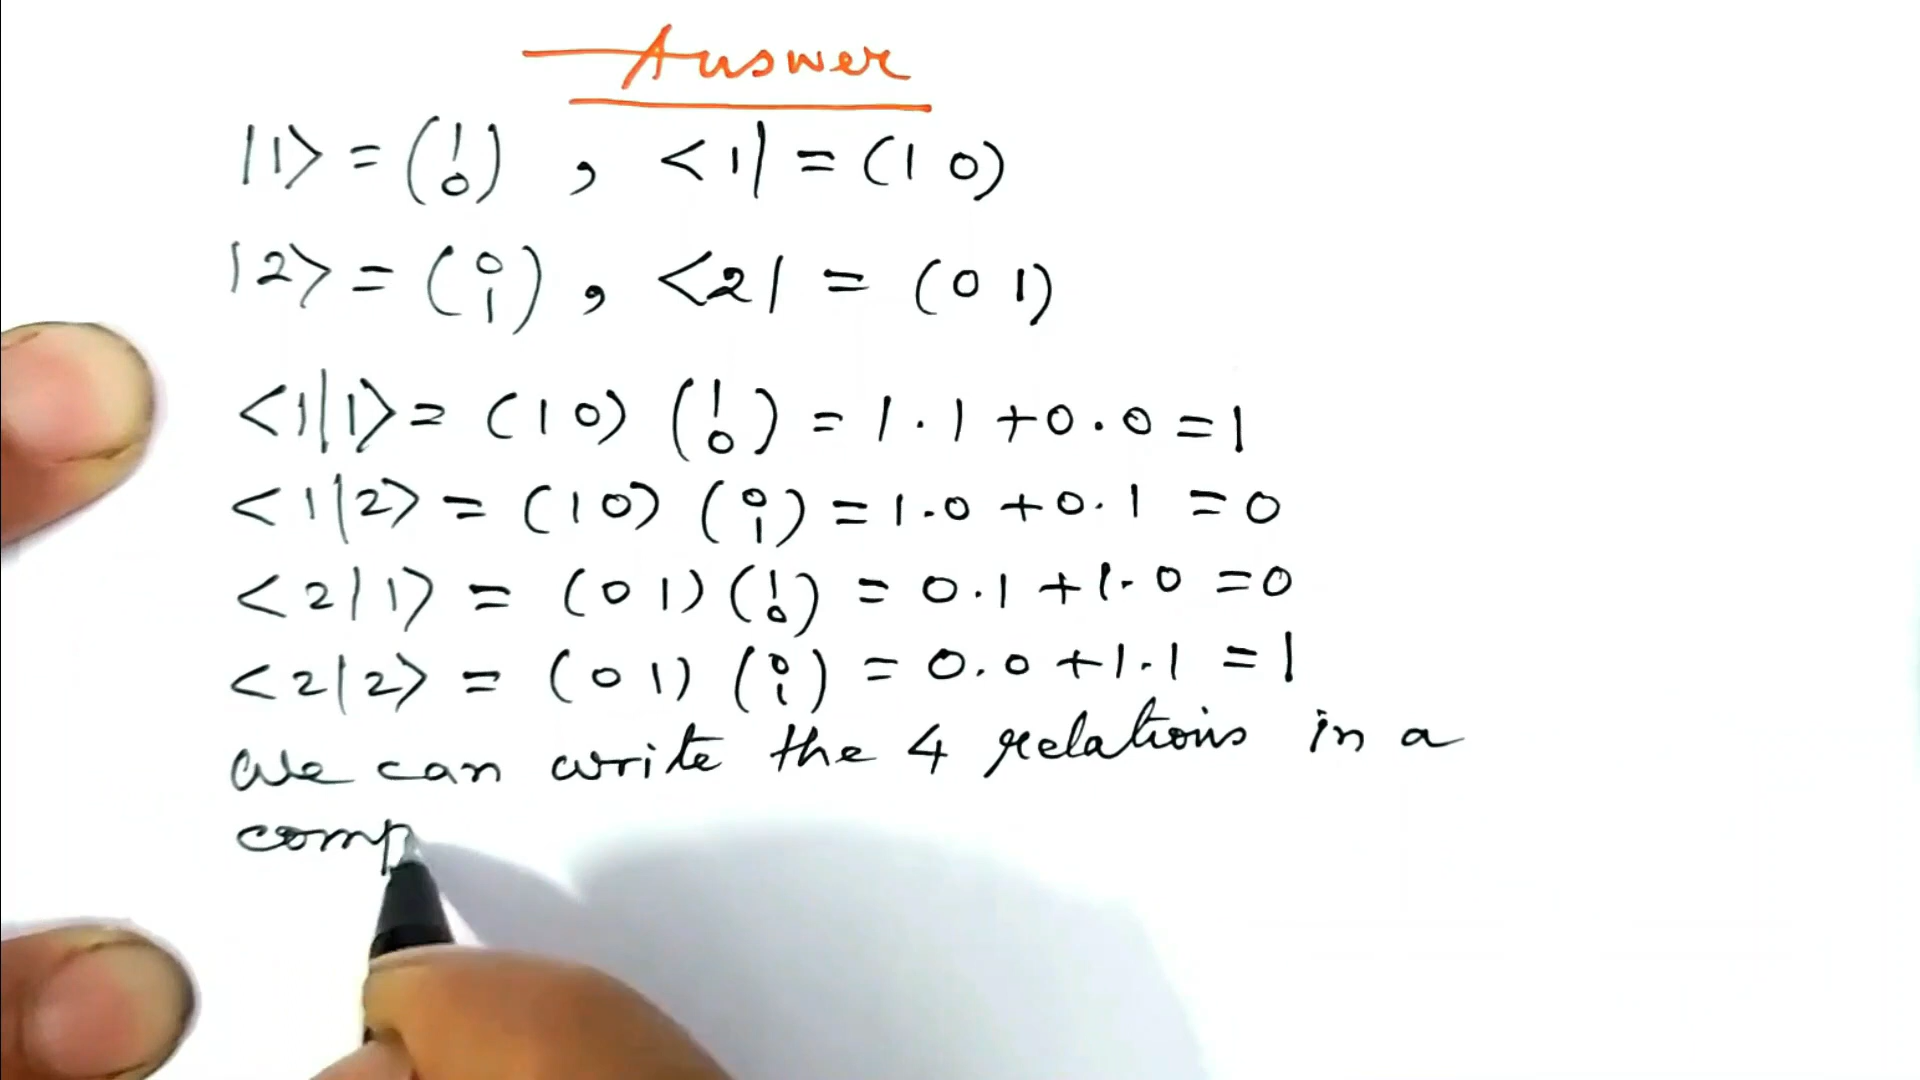 Answer
|1> = (1 0) , <1| = (1 0)
|2> = (0 1) , <2| = (0 1)
<1|1> = (1 0) (1 0) = 1.1 + 0.0 = 1
<1|2> = (1 0) (0 1) = 1.0 + 0.1 = 0
<2|1> = (0 1) (1 0) = 0.1 + 1.0 = 0
<2|2> = (0 1) (0 1) = 0.0 + 1.1 = 1
We can write the 4 relations in a
comp